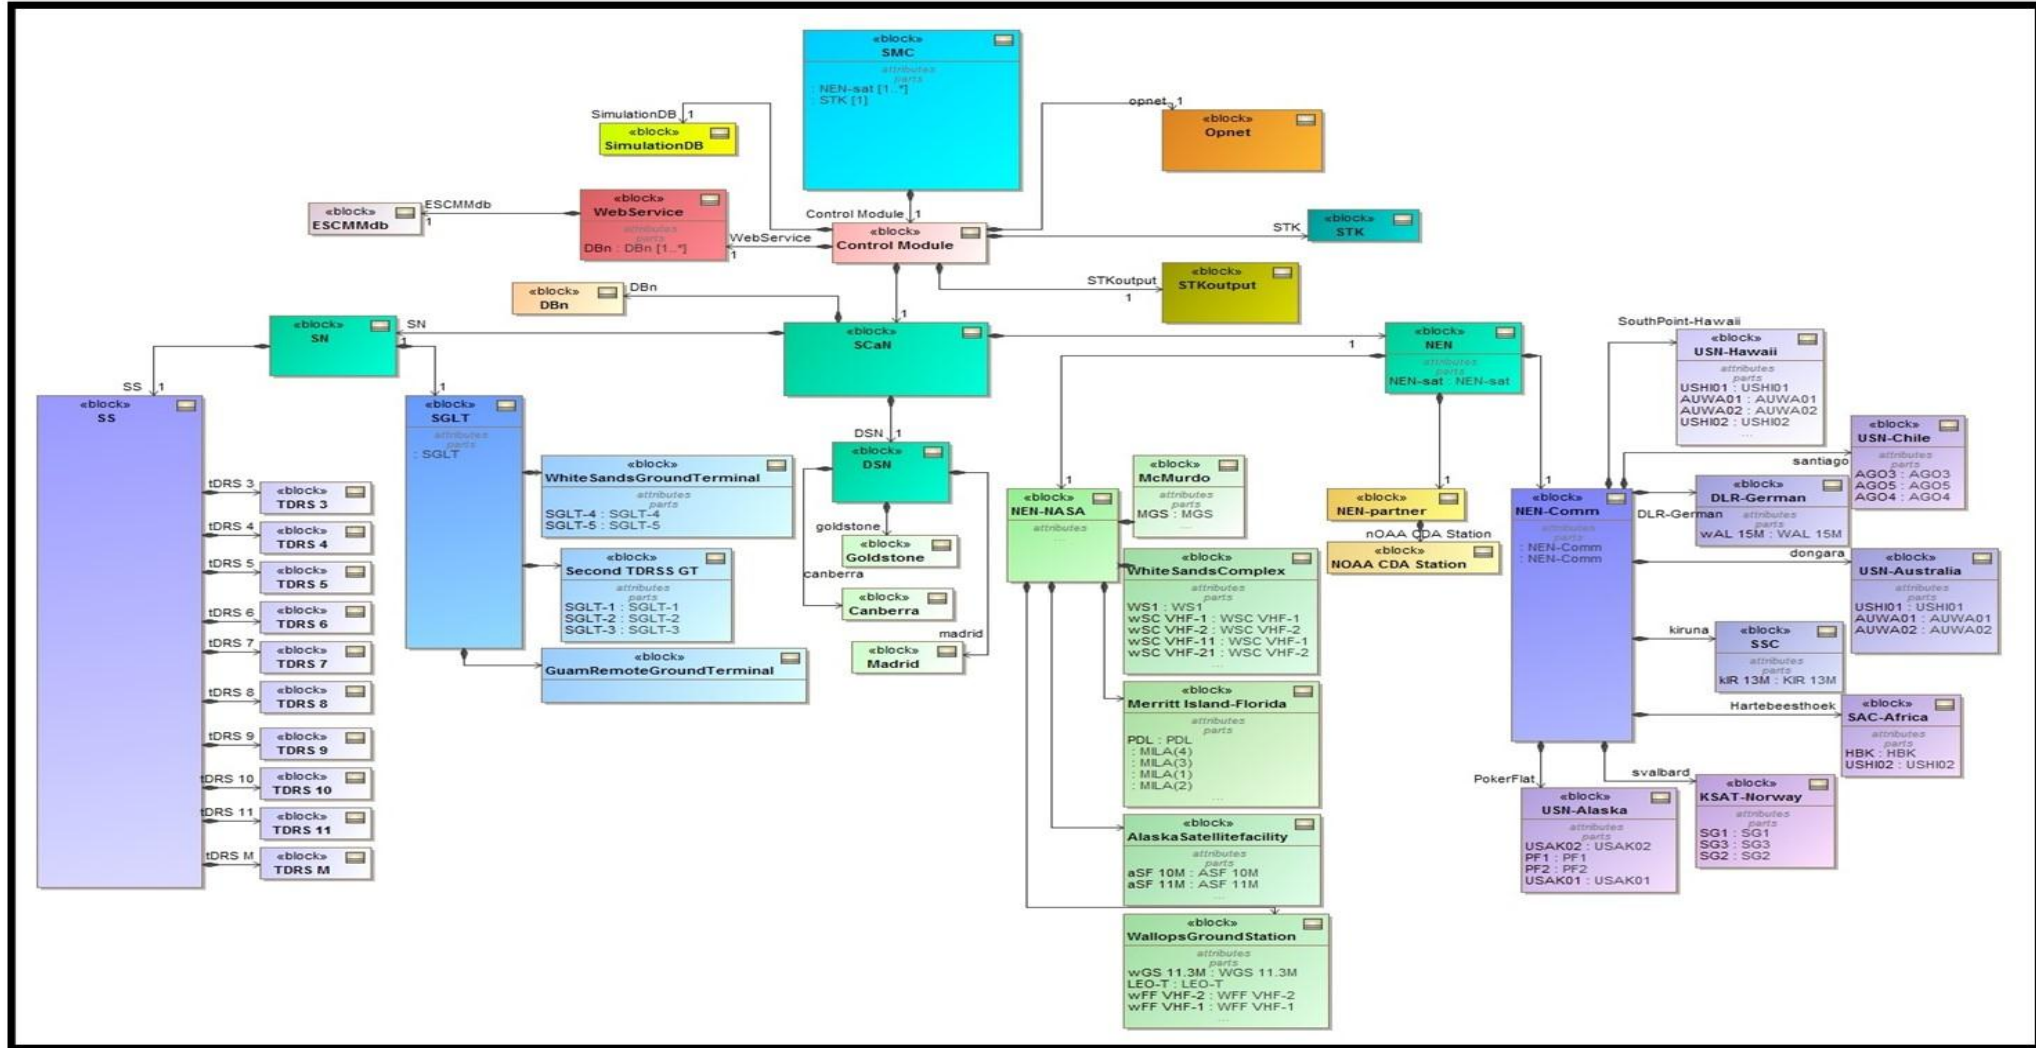 «block»
SMC
attributes
parts
: NEN-sat [1..*]
: STK [1]
SimulationDB 1
«block»
SimulationDB
opnet 1
«block»
Opnet
«block»
ESCMMdb
ESCMMdb
1
«block»
WebService
attributes
parts
DBn : DBn [1..*]
WebService
1
Control Module 1
«block»
Control Module
STK
«block»
STK
STKoutput
1
«block»
STKoutput
«block»
DBn
DBn
1
«block»
SN
SN
1
«block»
SCaN
1
«block»
NEN
attributes
parts
NEN-sat : NEN-sat
SS 1
«block»
SS
tDRS 3
«block»
TDRS 3
tDRS 4
«block»
TDRS 4
tDRS 5
«block»
TDRS 5
tDRS 6
«block»
TDRS 6
tDRS 7
«block»
TDRS 7
tDRS 8
«block»
TDRS 8
tDRS 9
«block»
TDRS 9
tDRS 10
«block»
TDRS 10
tDRS 11
«block»
TDRS 11
tDRS M
«block»
TDRS M
1
«block»
SGLT
attributes
parts
: SGLT
«block»
WhiteSandsGroundTerminal
attributes
parts
SGLT-4 : SGLT-4
SGLT-5 : SGLT-5
«block»
Second TDRSS GT
attributes
parts
SGLT-1 : SGLT-1
SGLT-2 : SGLT-2
SGLT-3 : SGLT-3
«block»
GuamRemoteGroundTerminal
DSN 1
«block»
DSN
goldstone
«block»
Goldstone
canberra
«block»
Canberra
madrid
«block»
Madrid
1
«block»
NEN-NASA
attributes
...
«block»
McMurdo
attributes
parts
MGS : MGS
...
«block»
WhiteSandsComplex
attributes
parts
WS1 : WS1
wSC VHF-1 : WSC VHF-1
wSC VHF-2 : WSC VHF-2
wSC VHF-11 : WSC VHF-1
wSC VHF-21 : WSC VHF-2
...
«block»
Merritt Island-Florida
attributes
parts
PDL : PDL
: MILA(4)
: MILA(3)
: MILA(1)
: MILA(2)
...
«block»
AlaskaSatellitefacility
attributes
parts
aSF 10M : ASF 10M
aSF 11M : ASF 11M
...
«block»
WallopsGroundStation
attributes
parts
wGS 11.3M : WGS 11.3M
LEO-T : LEO-T
wFF VHF-2 : WFF VHF-2
wFF VHF-1 : WFF VHF-1
...
1
«block»
NEN-partner
nOAA CDA Station
«block»
NOAA CDA Station
1
«block»
NEN-Comm
attributes
parts
: NEN-Comm
: NEN-Comm
SouthPoint-Hawaii
«block»
USN-Hawaii
attributes
parts
USHI01 : USHI01
AUWA01 : AUWA01
AUWA02 : AUWA02
USHI02 : USHI02
...
santiago
«block»
USN-Chile
attributes
parts
AGO3 : AGO3
AGO5 : AGO5
AGO4 : AGO4
DLR-German
«block»
DLR-German
attributes
parts
wAL 15M : WAL 15M
dongara
«block»
USN-Australia
attributes
parts
USHI01 : USHI01
AUWA01 : AUWA01
AUWA02 : AUWA02
kiruna
«block»
SSC
attributes
parts
kIR 13M : KIR 13M
Hartebeesthoek
«block»
SAC-Africa
attributes
parts
HBK : HBK
USHI02 : USHI02
PokerFlat
«block»
USN-Alaska
attributes
parts
USAK02 : USAK02
PF1 : PF1
PF2 : PF2
USAK01 : USAK01
svalbard
«block»
KSAT-Norway
attributes
parts
SG1 : SG1
SG3 : SG3
SG2 : SG2